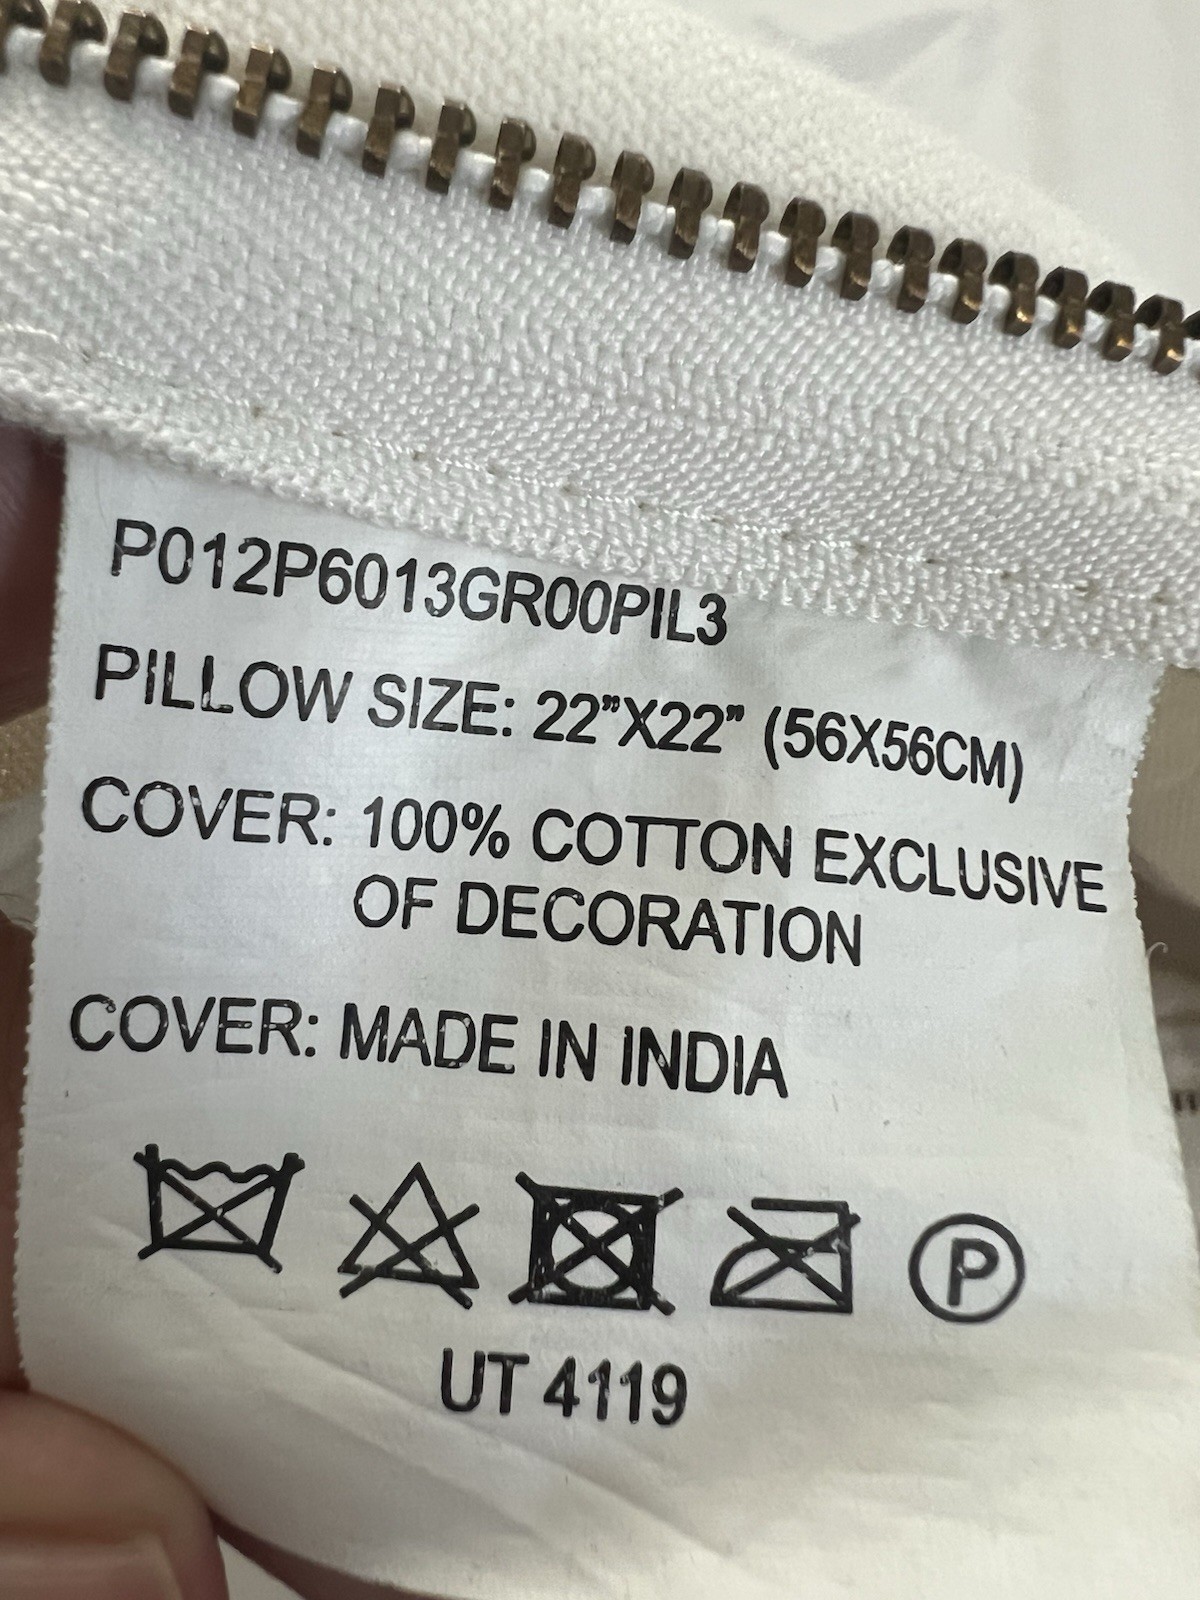 P012P6013GR00PIL3
PILLOW SIZE: 22”X22” (56X56CM)
COVER: 100% COTTON EXCLUSIVE
OF DECORATION
COVER: MADE IN INDIA
P
UT 4119